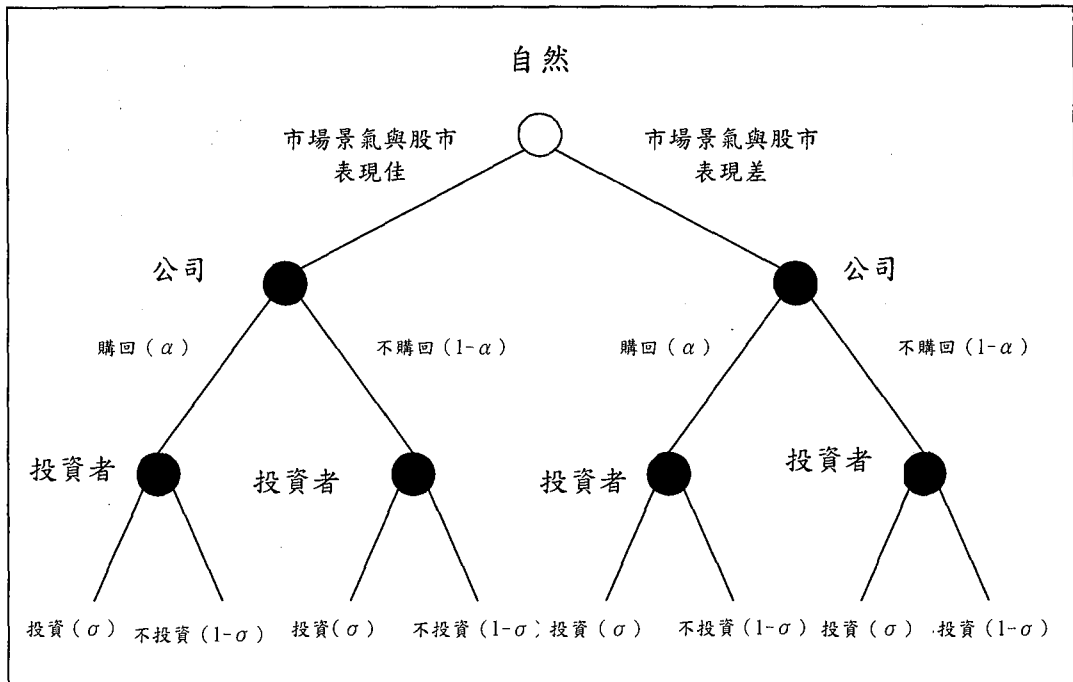 自然
市場景氣與股市
表現佳
市場景氣與股市
表現差
公司
公司
購回(α)
不購回(1-α)
購回(α)
不購回(1-α)
投資者
投資者
投資者
投資者
投資(σ)
不投資(1-σ)
投資(σ)
不投資(1-σ)
投資(σ)
不投資(1-σ)
投資(σ)
投資(1-σ)